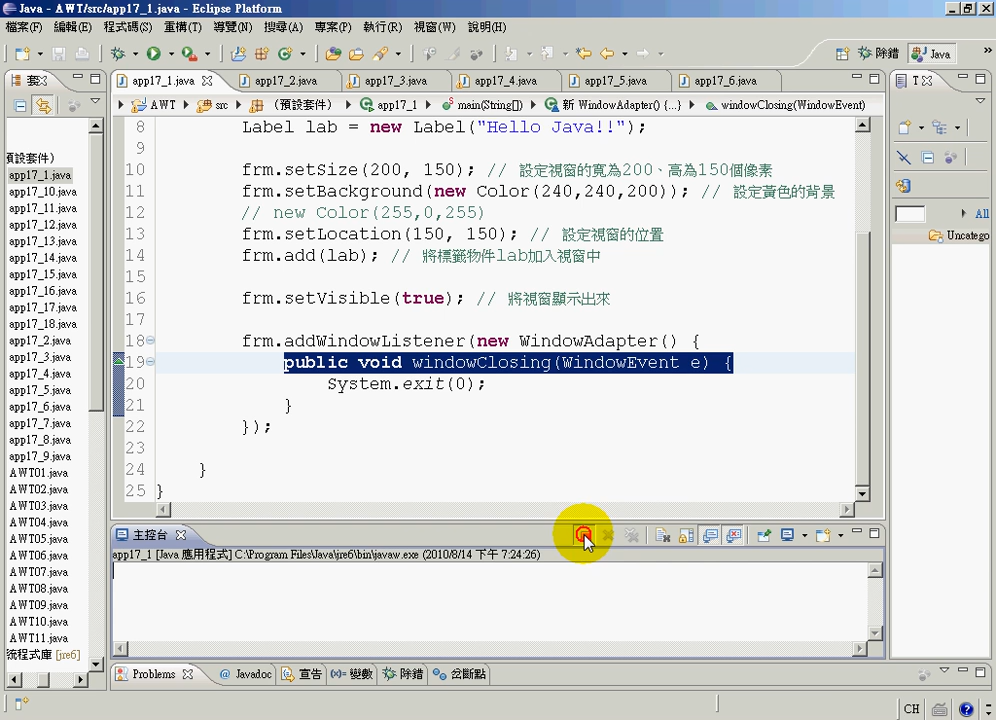 Java - AWT/src/app17_1.java - Eclipse Platform
檔案(F) 編輯(E) 程式碼(S) 重構(T) 導覽(N) 搜尋(A) 專案(P) 執行(R) 視窗(W) 說明(H)
除錯 Java
app17_1.java app17_2.java app17_3.java app17_4.java app17_5.java app17_6.java
AWT src (預設套件) app17_1 main(String[]) 新 WindowAdapter() {...} windowClosing(WindowEvent)
8 Label lab = new Label("Hello Java!!");
9
10 frm.setSize(200, 150); // 設定視窗的寬為200、高為150個像素
11 frm.setBackground(new Color(240,240,200)); // 設定黃色的背景
12 // new Color(255,0,255)
13 frm.setLocation(150, 150); // 設定視窗的位置
14 frm.add(lab); // 將標籤物件lab加入視窗中
15
16 frm.setVisible(true); // 將視窗顯示出來
17
18 frm.addWindowListener(new WindowAdapter() {
19 public void windowClosing(WindowEvent e) {
20 System.exit(0);
21 }
22 });
23
24 }
25 }
預設套件)
app17_1.java
app17_10.java
app17_11.java
app17_12.java
app17_13.java
app17_14.java
app17_15.java
app17_16.java
app17_17.java
app17_18.java
app17_2.java
app17_3.java
app17_4.java
app17_5.java
app17_6.java
app17_7.java
app17_8.java
app17_9.java
AWT01.java
AWT02.java
AWT03.java
AWT04.java
AWT05.java
AWT06.java
AWT07.java
AWT08.java
AWT09.java
AWT10.java
AWT11.java
統程式庫 [jre6]
All
Uncatego
主控台
app17_1 [Java 應用程式] C:\Program Files\Java\jre6\bin\javaw.exe (2010/8/14 下午 7:24:26)
Problems @ Javadoc 宣告 (x)= 變數 除錯 岔斷點
CH